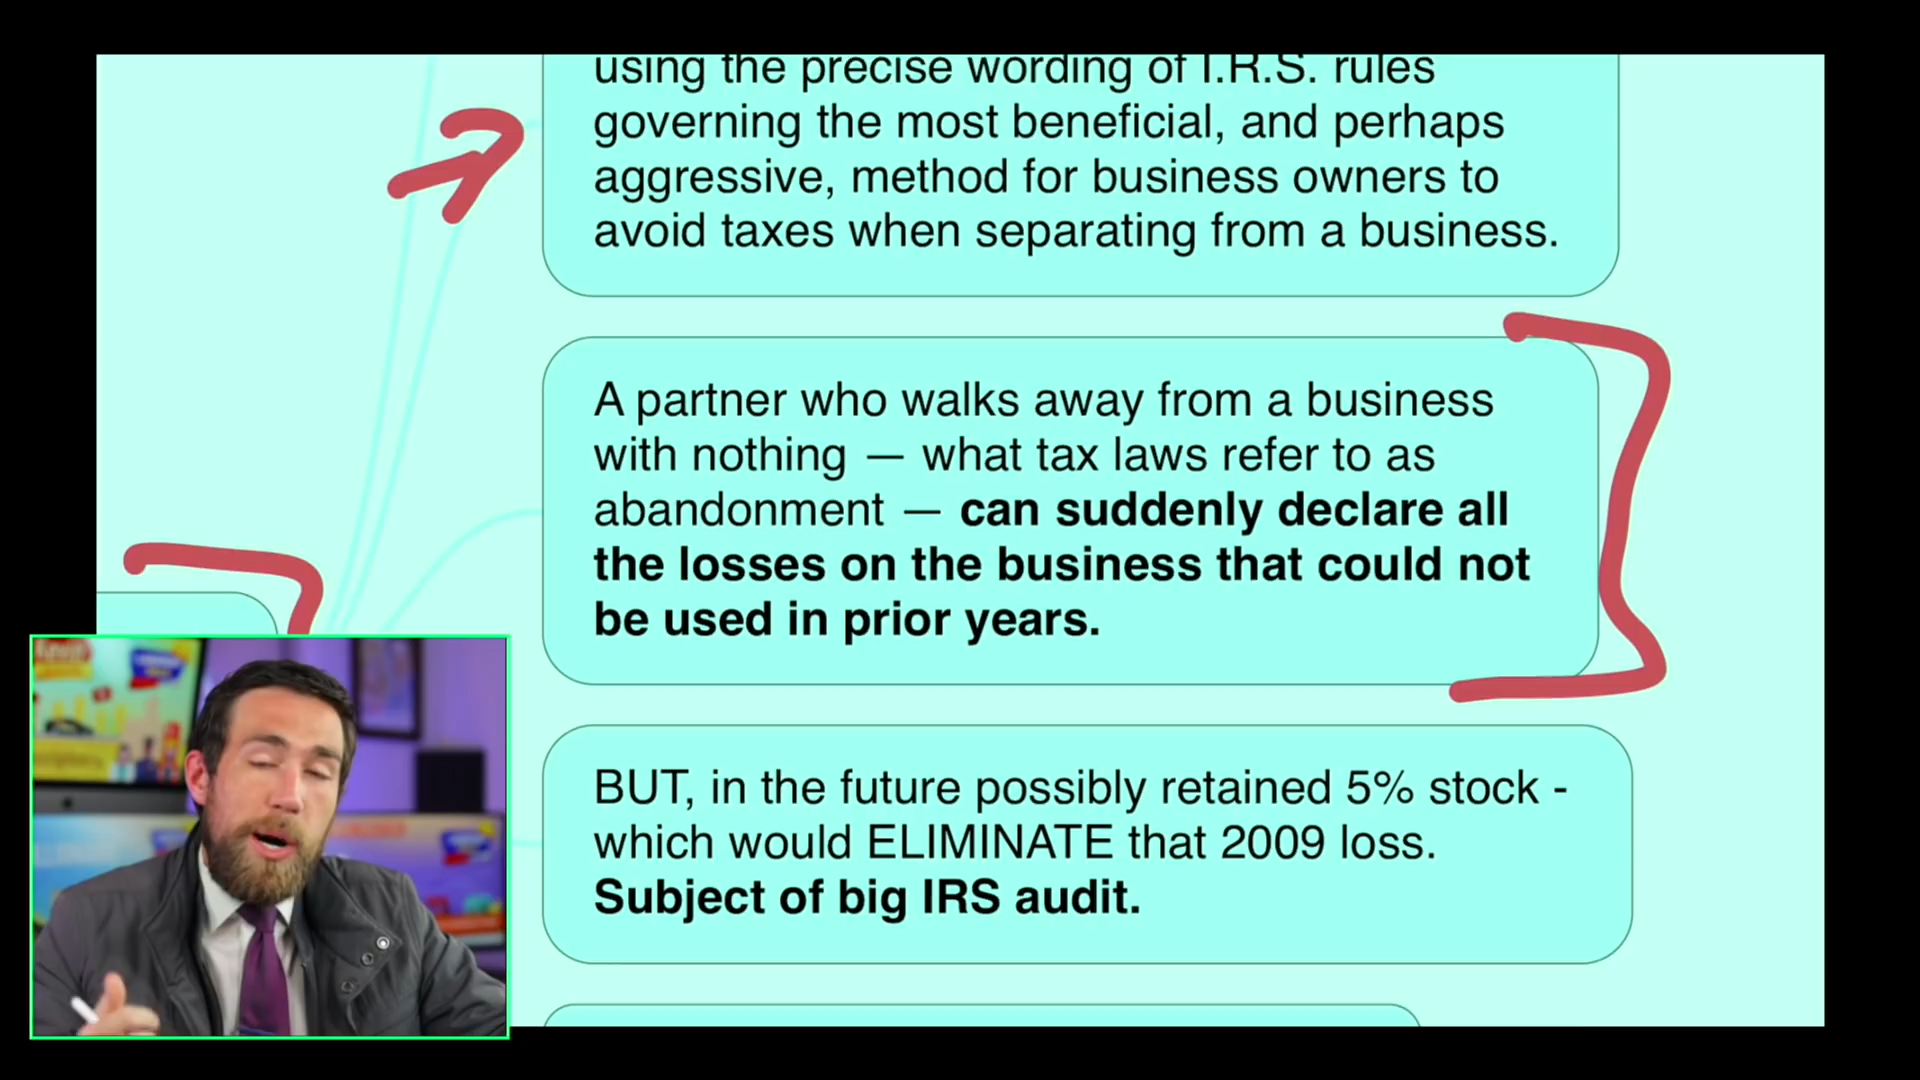 using the precise wording of I.R.S. rules
governing the most beneficial, and perhaps
aggressive, method for business owners to
avoid taxes when separating from a business.
A partner who walks away from a business
with nothing — what tax laws refer to as
abandonment — can suddenly declare all
the losses on the business that could not
be used in prior years.
BUT, in the future possibly retained 5% stock -
which would ELIMINATE that 2009 loss.
Subject of big IRS audit.